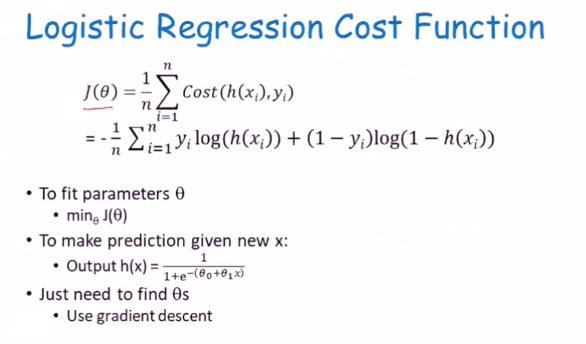 Logistic Regression Cost Function
J(θ) = 1/n ∑_{i=1}^{n} Cost(h(x_i), y_i)
= - 1/n ∑_{i=1}^{n} y_i log(h(x_i)) + (1 − y_i)log(1 − h(x_i))
• To fit parameters θ
• min_θ J(θ)
• To make prediction given new x:
• Output h(x) = 1/(1+e^{−(θ_0+θ_1x)})
• Just need to find θs
• Use gradient descent